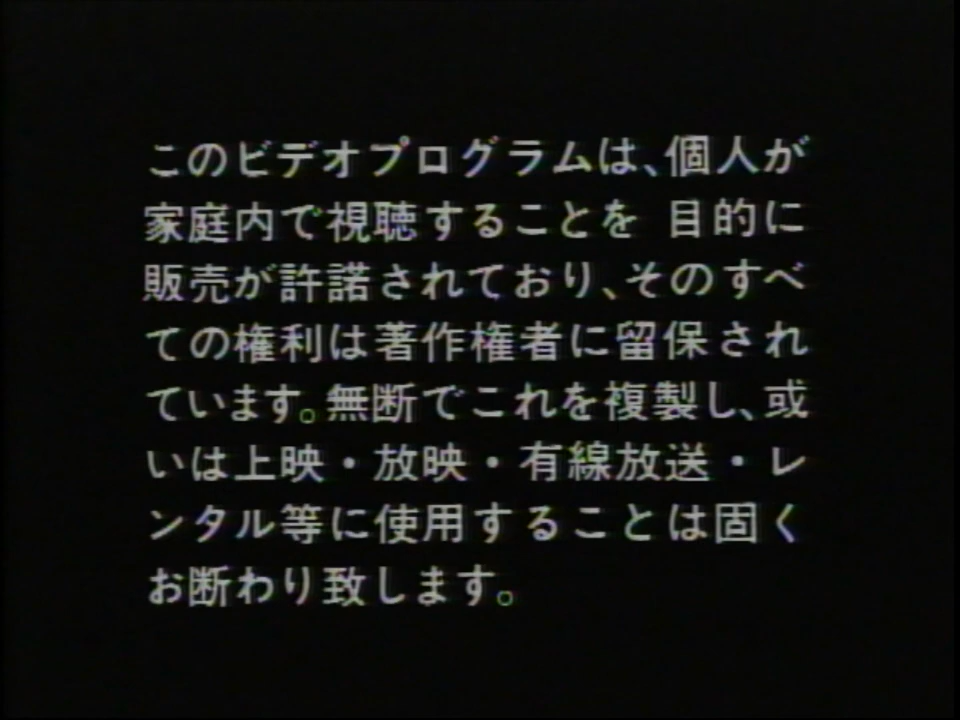 このビデオプログラムは、個人が
家庭内で視聴することを 目的に
販売が許諾されており、そのすべ
ての権利は著作権者に留保され
ています。無断でこれを複製し、或
いは上映・放映・有線放送・レ
ンタル等に使用することは固く
お断わり致します。